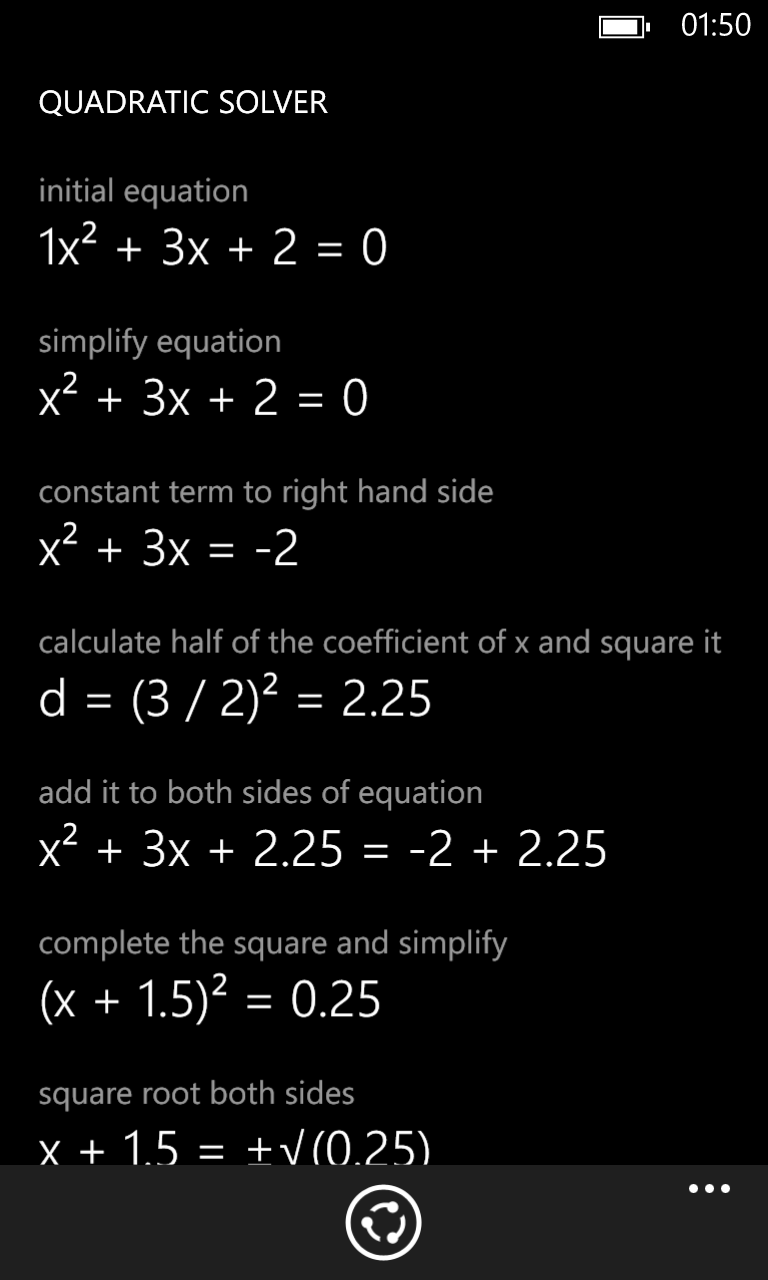 01:50
QUADRATIC SOLVER
initial equation
1x² + 3x + 2 = 0
simplify equation
x² + 3x + 2 = 0
constant term to right hand side
x² + 3x = -2
calculate half of the coefficient of x and square it
d = (3 / 2)² = 2.25
add it to both sides of equation
x² + 3x + 2.25 = -2 + 2.25
complete the square and simplify
(x + 1.5)² = 0.25
square root both sides
x + 1.5 = ±√(0.25)